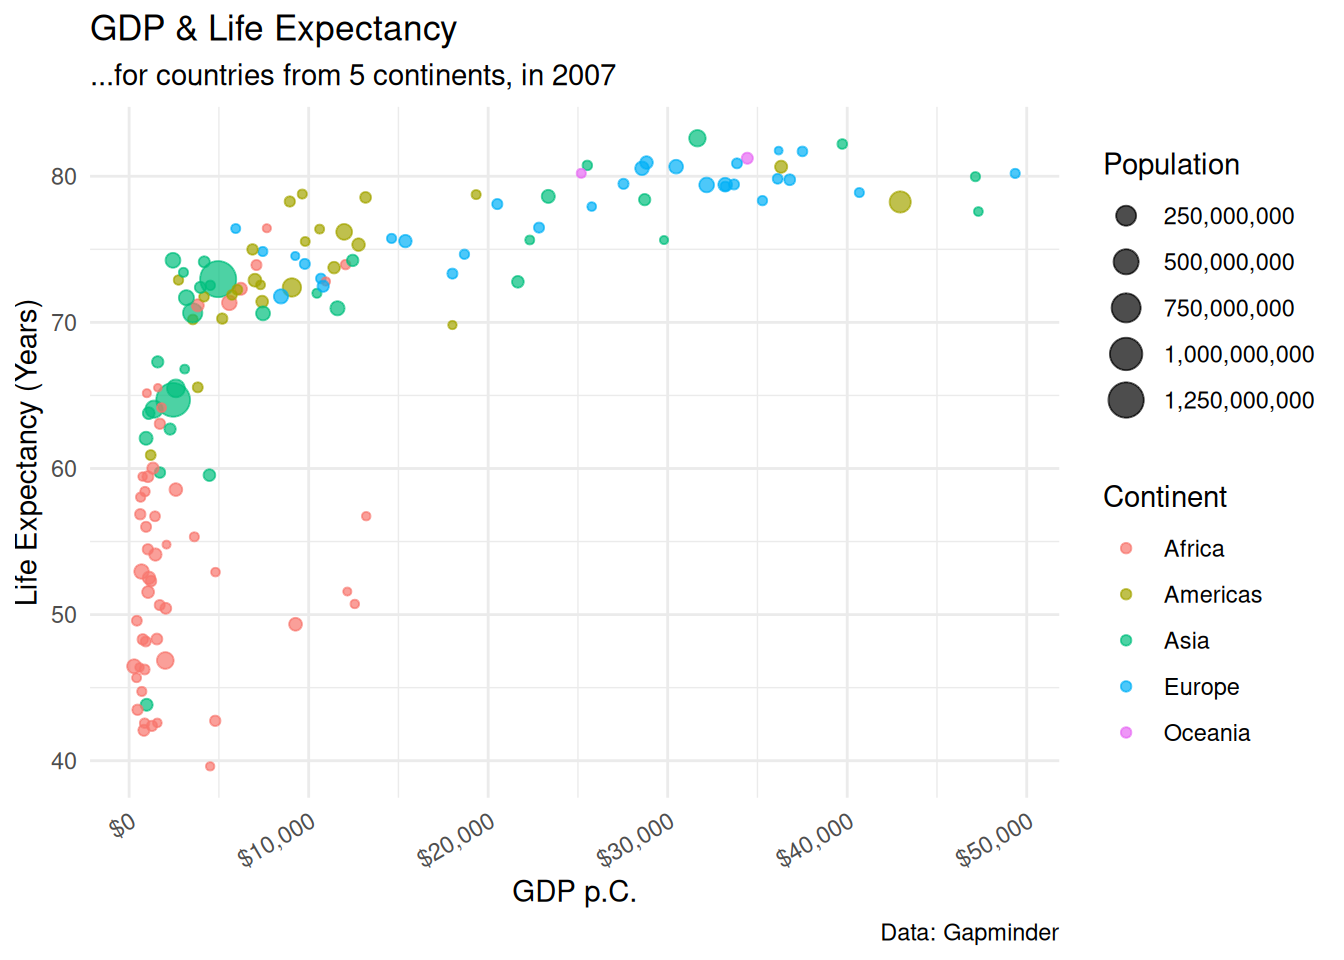 GDP & Life Expectancy
...for countries from 5 continents, in 2007
Life Expectancy (Years)
80
70
60
50
40
$0
$10,000
$20,000
$30,000
$40,000
$50,000
GDP p.C.
Population
250,000,000
500,000,000
750,000,000
1,000,000,000
1,250,000,000
Continent
Africa
Americas
Asia
Europe
Oceania
Data: Gapminder